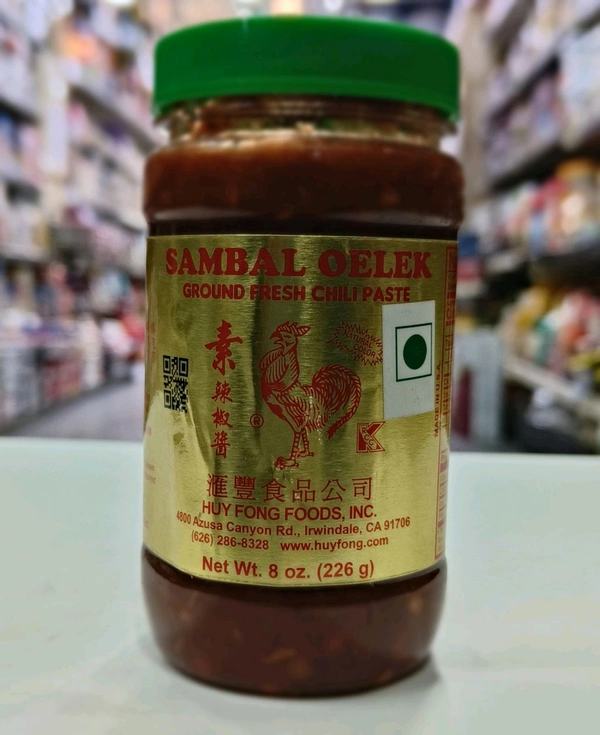 SAMBAL OELEK
GROUND FRESH CHILI PASTE
素
辣
椒
醬
®
K
MADE IN U.S.A.
滙豐食品公司
HUY FONG FOODS, INC.
4800 Azusa Canyon Rd., Irwindale, CA 91706
(626) 286-8328 www.huyfong.com
Net Wt. 8 oz. (226 g)